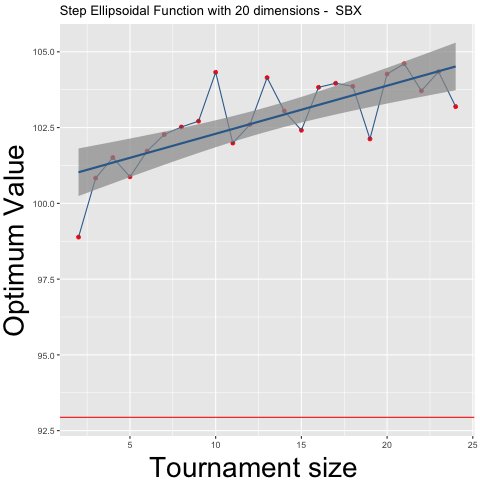 Step Ellipsoidal Function with 20 dimensions -  SBX
Optimum Value
105.0
102.5
100.0
97.5
95.0
92.5
5 10 15 20 25
Tournament size